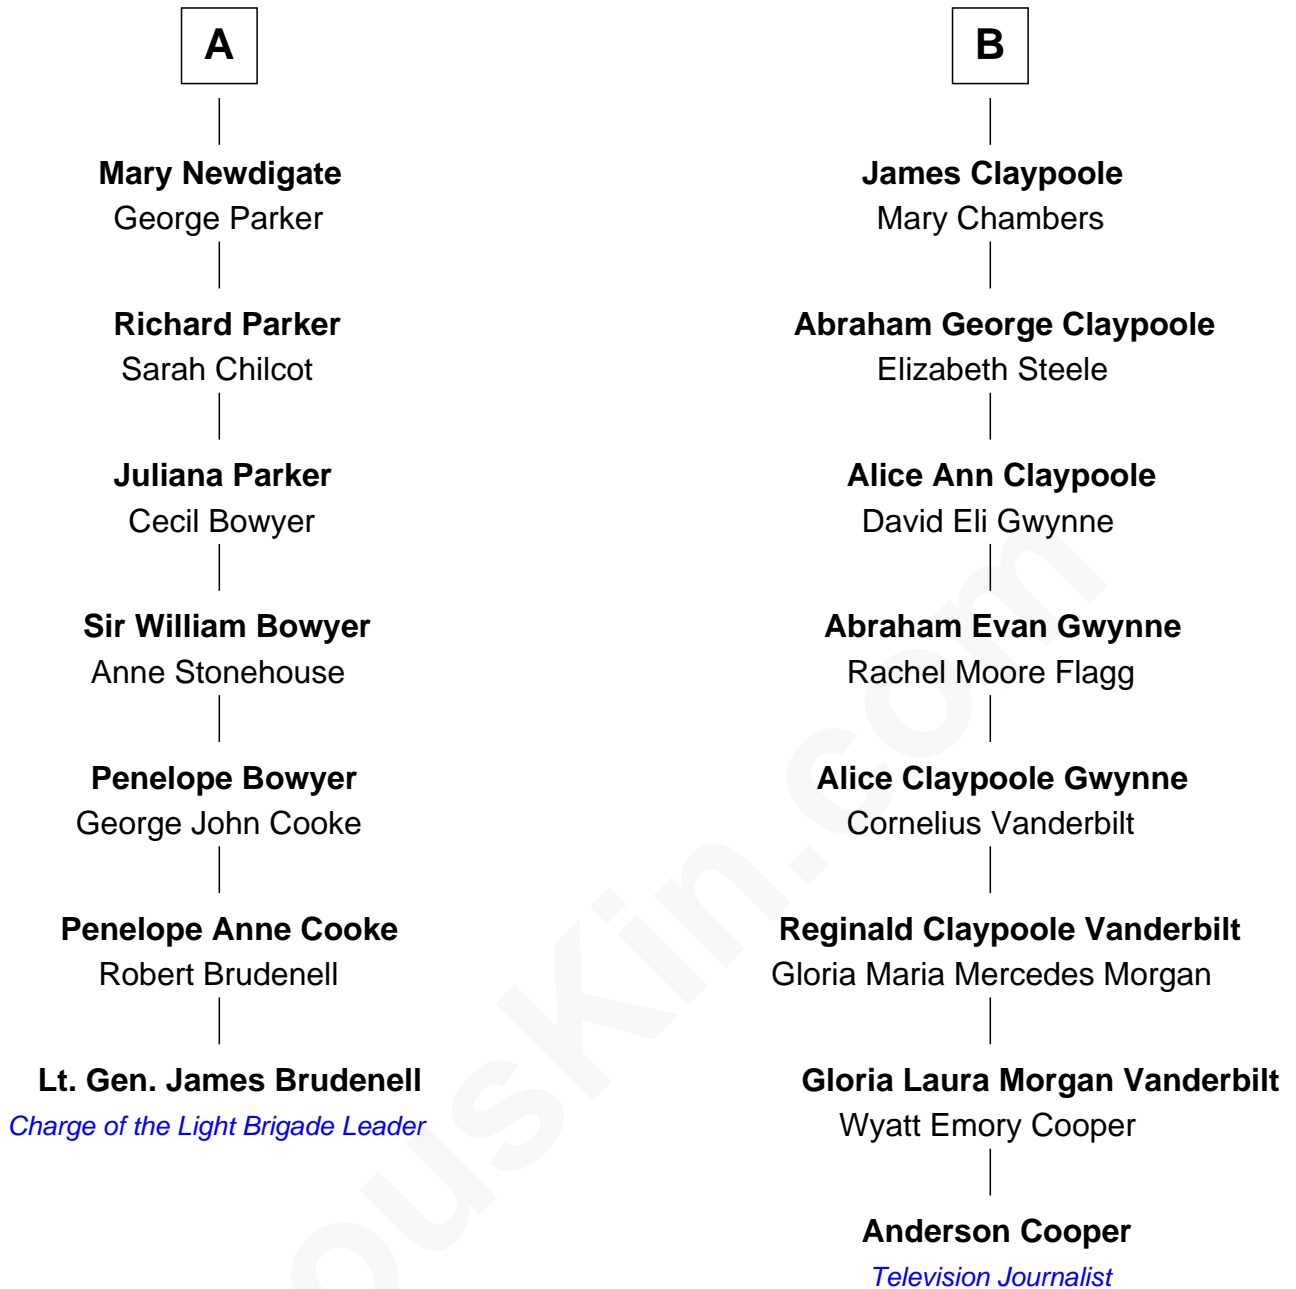 A
Mary Newdigate
George Parker
Richard Parker
Sarah Chilcot
Juliana Parker
Cecil Bowyer
Sir William Bowyer
Anne Stonehouse
Penelope Bowyer
George John Cooke
Penelope Anne Cooke
Robert Brudenell
Lt. Gen. James Brudenell
Charge of the Light Brigade Leader
B
James Claypoole
Mary Chambers
Abraham George Claypoole
Elizabeth Steele
Alice Ann Claypoole
David Eli Gwynne
Abraham Evan Gwynne
Rachel Moore Flagg
Alice Claypoole Gwynne
Cornelius Vanderbilt
Reginald Claypoole Vanderbilt
Gloria Maria Mercedes Morgan
Gloria Laura Morgan Vanderbilt
Wyatt Emory Cooper
Anderson Cooper
Television Journalist
ousKin.com